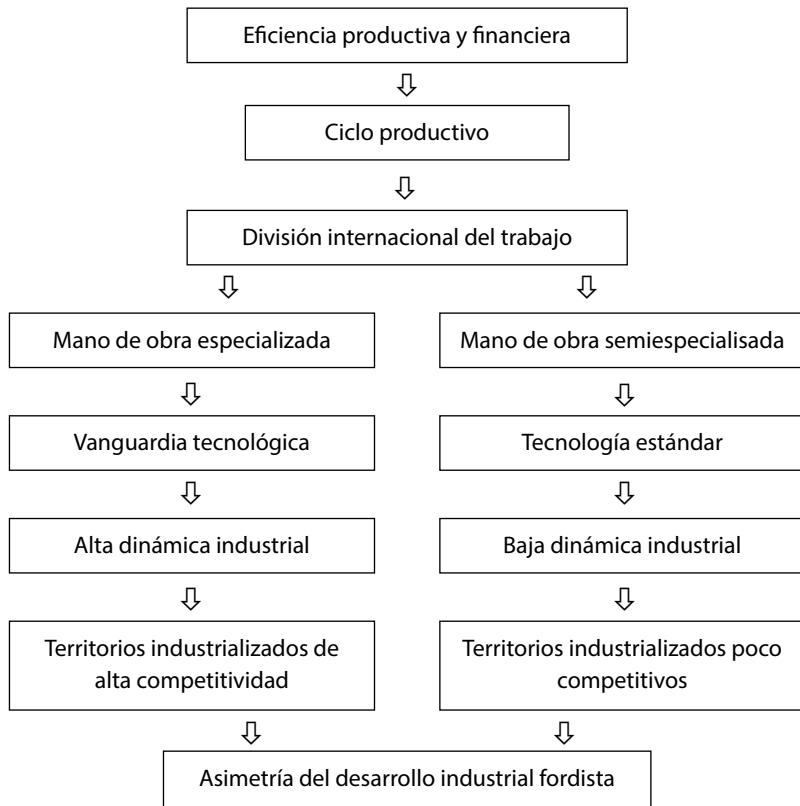 Eficiencia productiva y financiera
Ciclo productivo
División internacional del trabajo
Mano de obra especializada
Mano de obra semiespecialisada
Vanguardia tecnológica
Tecnología estándar
Alta dinámica industrial
Baja dinámica industrial
Territorios industrializados de
alta competitividad
Territorios industrializados poco
competitivos
Asimetría del desarrollo industrial fordista